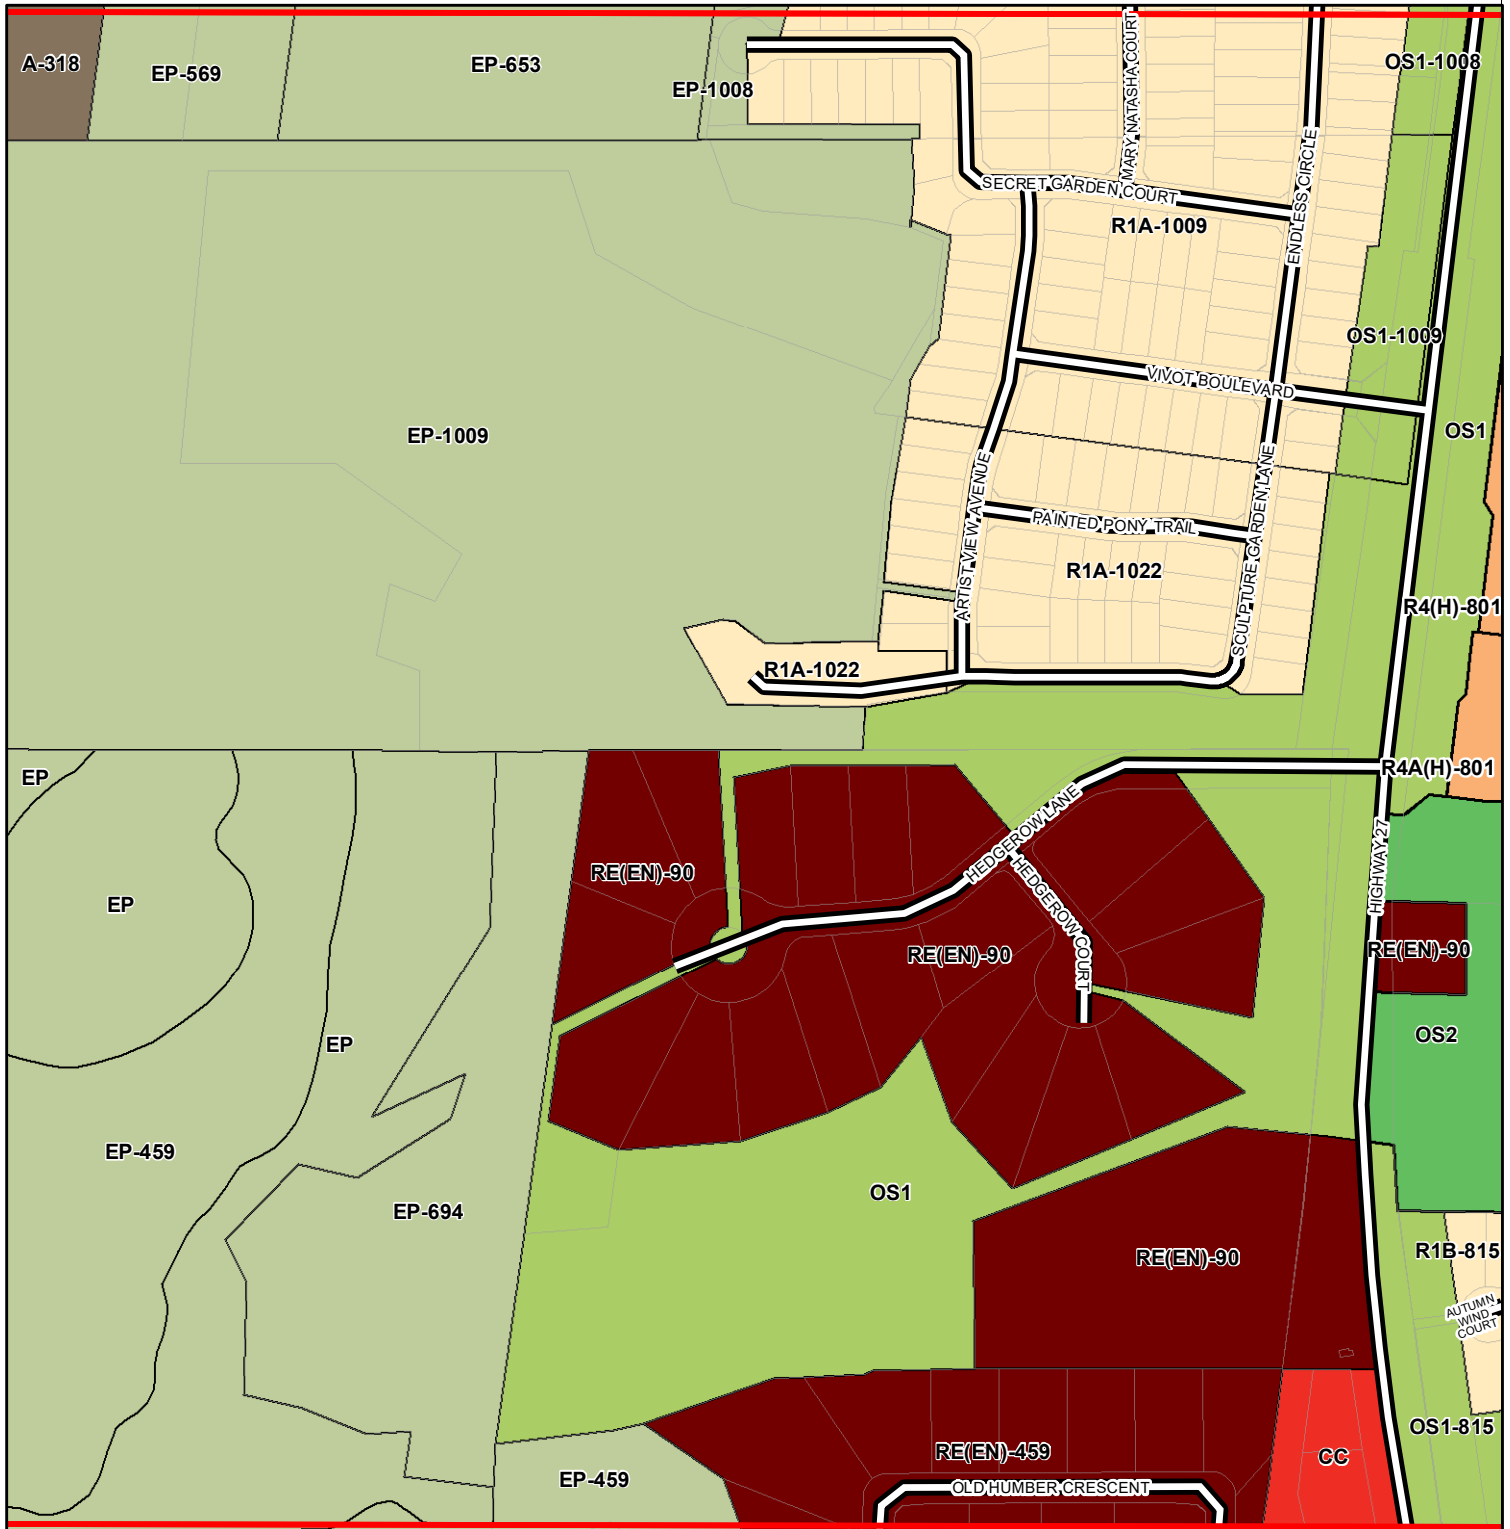 A-318
EP-569
EP-653
EP-1008
MARY NATASHA COURT
OS1-1008
SECRET GARDEN COURT
ENDLESS CIRCLE
R1A-1009
OS1-1009
VIVOT BOULEVARD
EP-1009
OS1
ARTIST VIEW AVENUE
PAINTED PONY TRAIL
SCULPTURE GARDEN LANE
R1A-1022
R4(H)-801
R1A-1022
EP
R4A(H)-801
HEDGEROW LANE
HIGHWAY 27
RE(EN)-90
EP
HEDGEROW COURT
RE(EN)-90
RE(EN)-90
EP
OS2
EP-459
OS1
EP-694
RE(EN)-90
R1B-815
AUTUMN
WIND
COURT
OS1-815
RE(EN)-459
CC
EP-459
OLD HUMBER CRESCENT